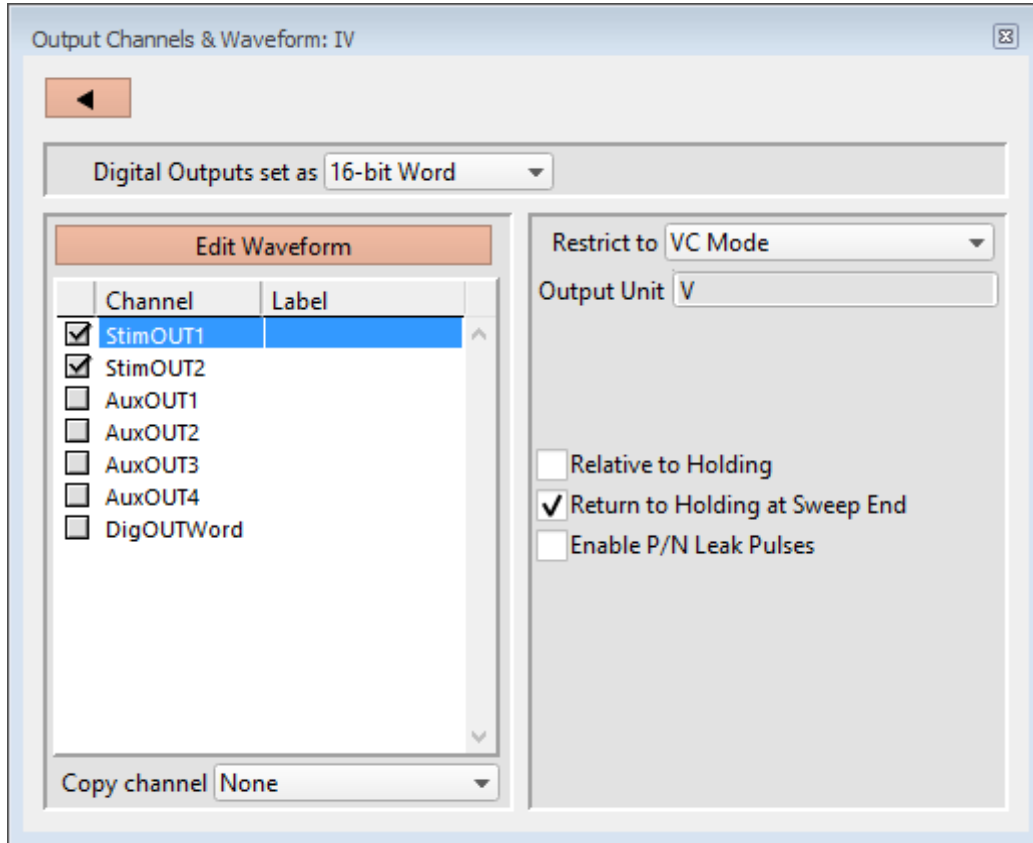 Output Channels & Waveform: IV
Digital Outputs set as 16-bit Word
Edit Waveform
Channel Label
StimOUT1
StimOUT2
AuxOUT1
AuxOUT2
AuxOUT3
AuxOUT4
DigOUTWord
Copy channel None
Restrict to VC Mode
Output Unit V
Relative to Holding
Return to Holding at Sweep End
Enable P/N Leak Pulses